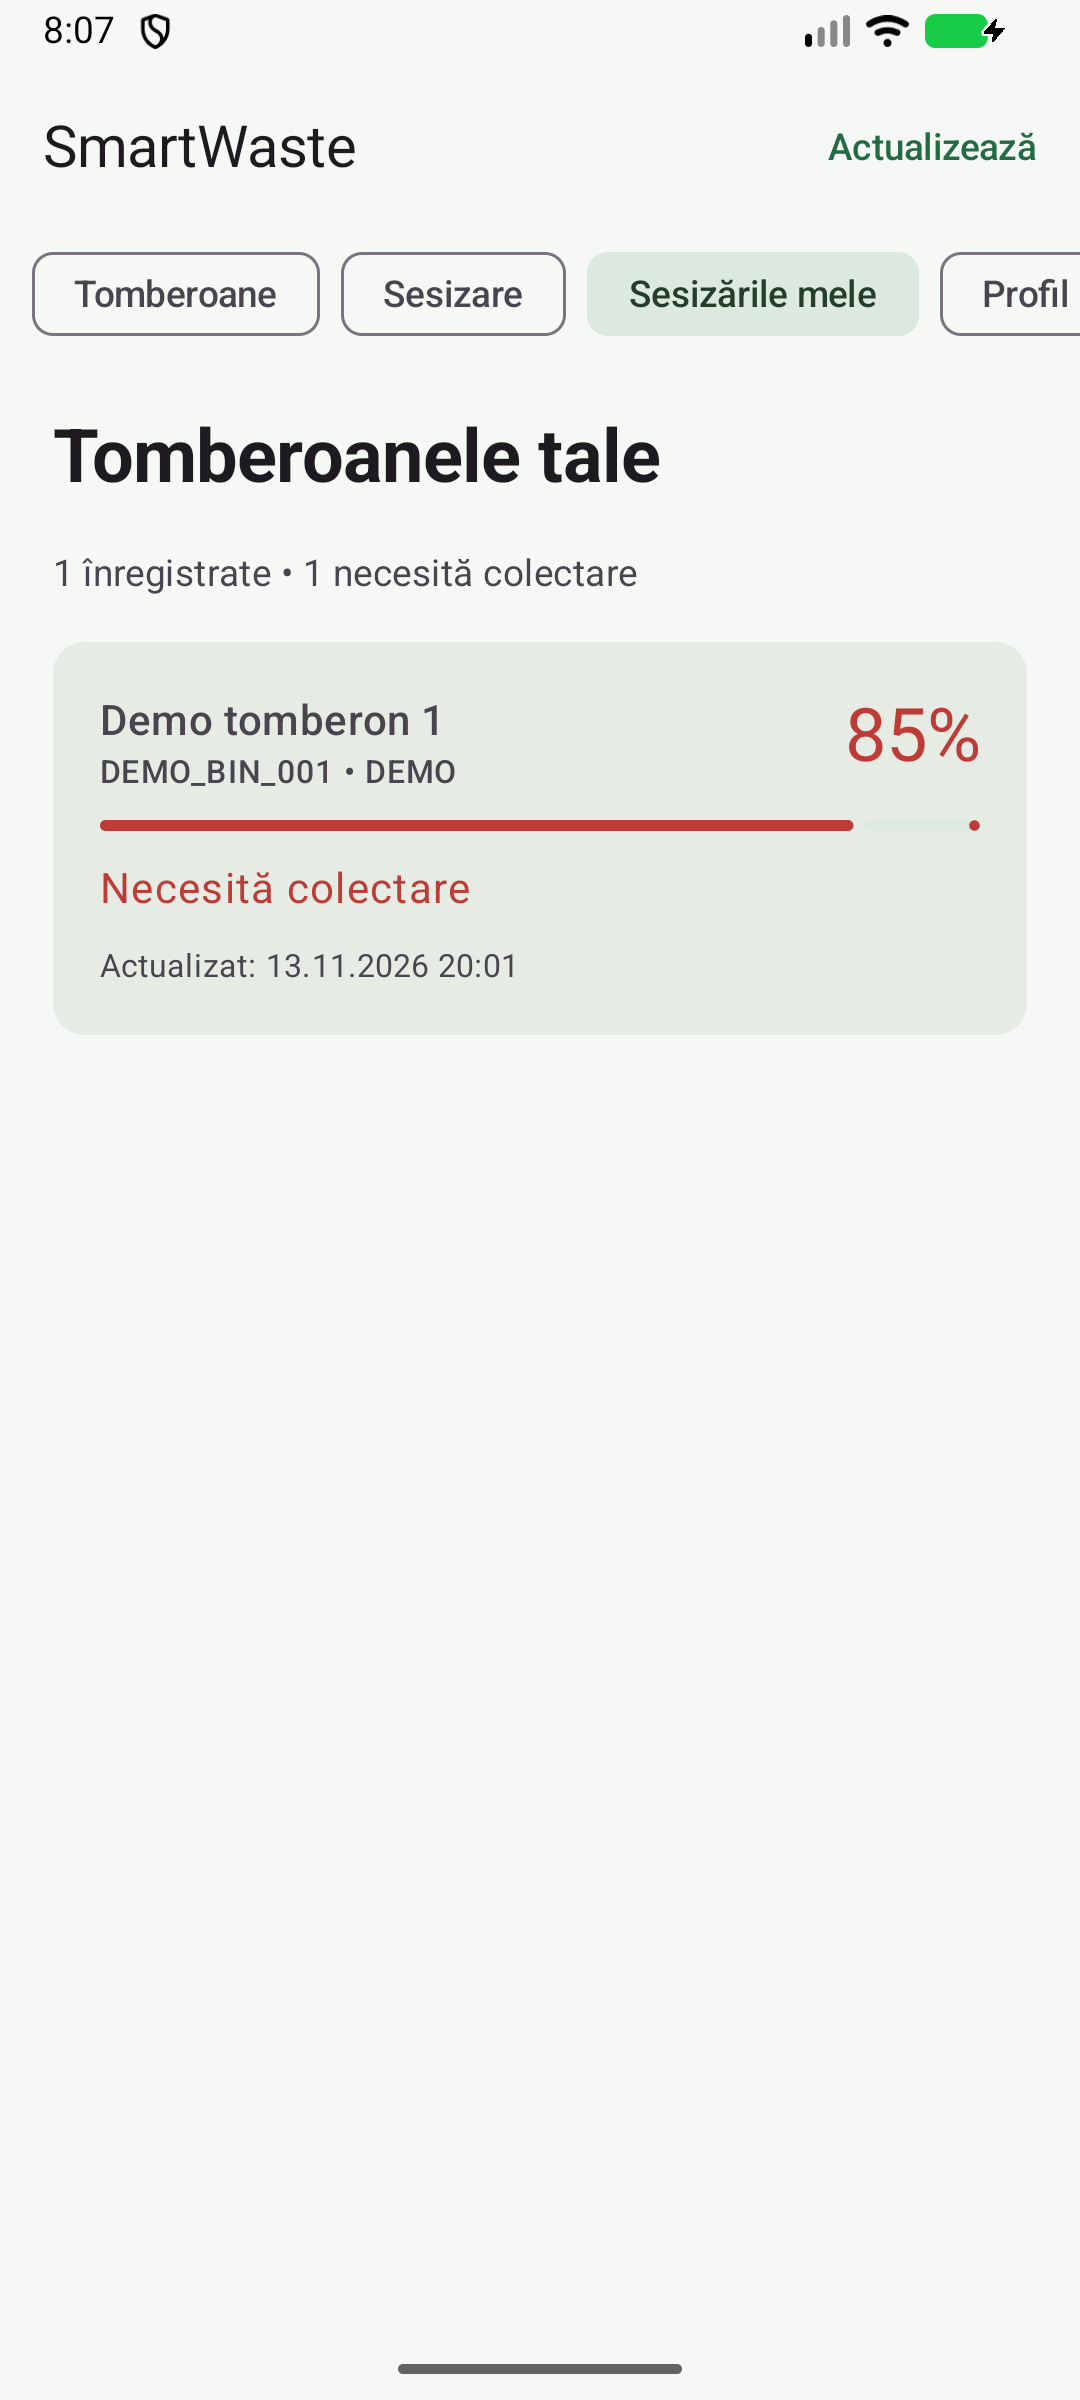 8:07
SmartWaste
Actualizează
Tomberoane
Sesizare
Sesizările mele
Profil
Tomberoanele tale
1 înregistrate • 1 necesită colectare
Demo tomberon 1
85%
DEMO_BIN_001 • DEMO
Necesită colectare
Actualizat: 13.11.2026 20:01